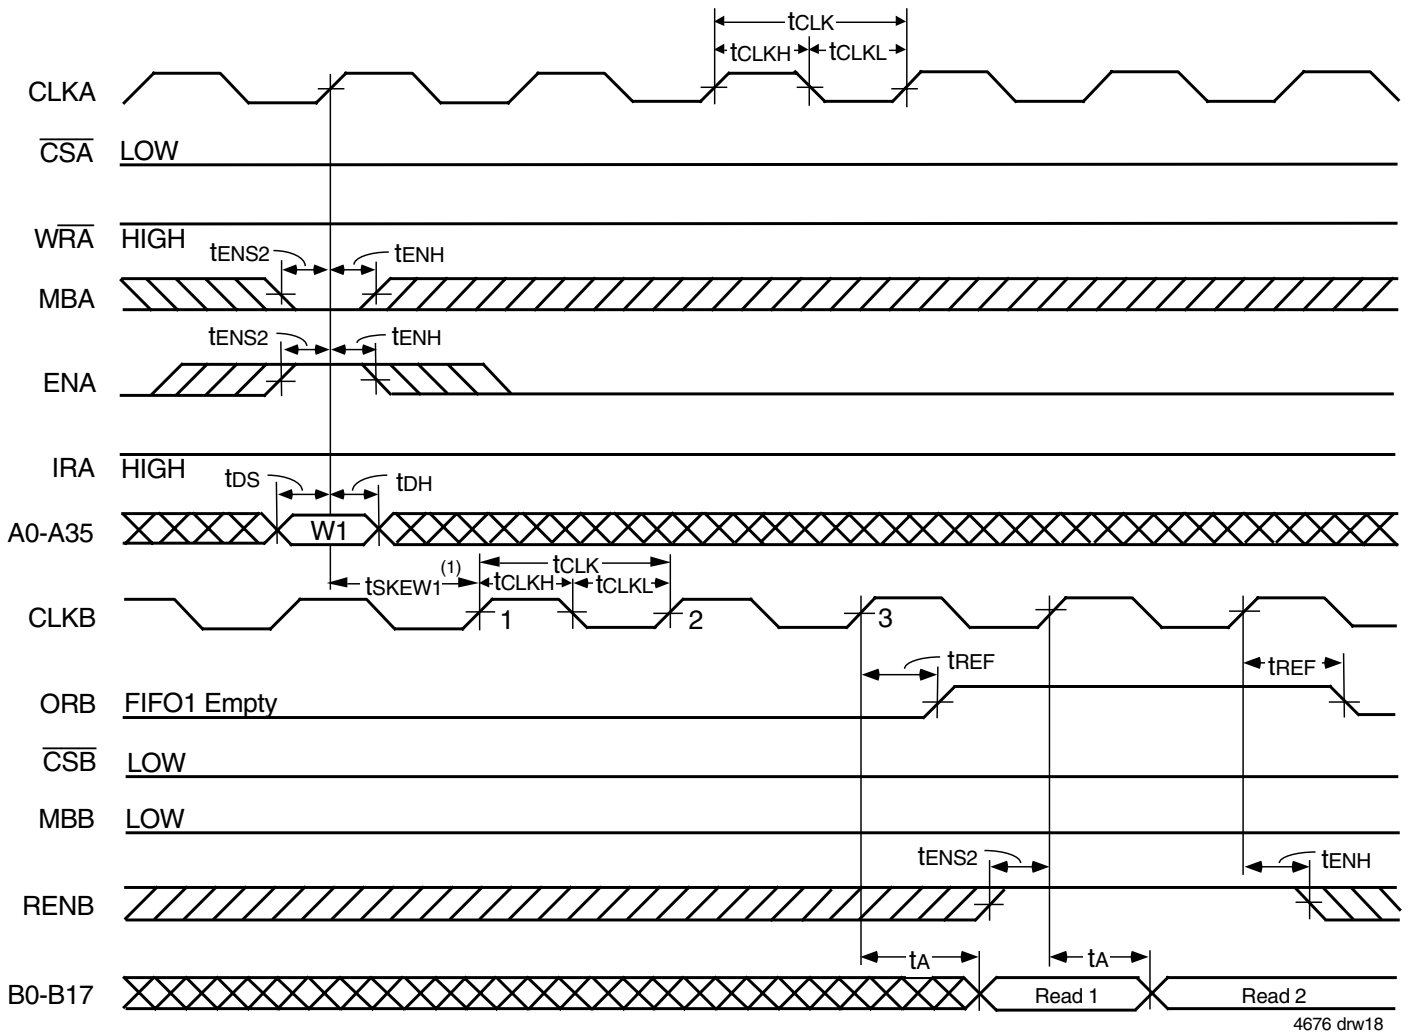 tCLK
tCLKH tCLKL
CLKA
CSA LOW
WRA HIGH
tENS2 tENH
MBA
tENS2 tENH
ENA
IRA HIGH
tDS tDH
A0-A35 W1
tSKEW1(1) tCLK
tCLKH tCLKL
CLKB 1 2 3
tREF tREF
ORB FIFO1 Empty
CSB LOW
MBB LOW
tENS2 tENH
RENB
tA tA
B0-B17 Read 1 Read 2
4676 drw18